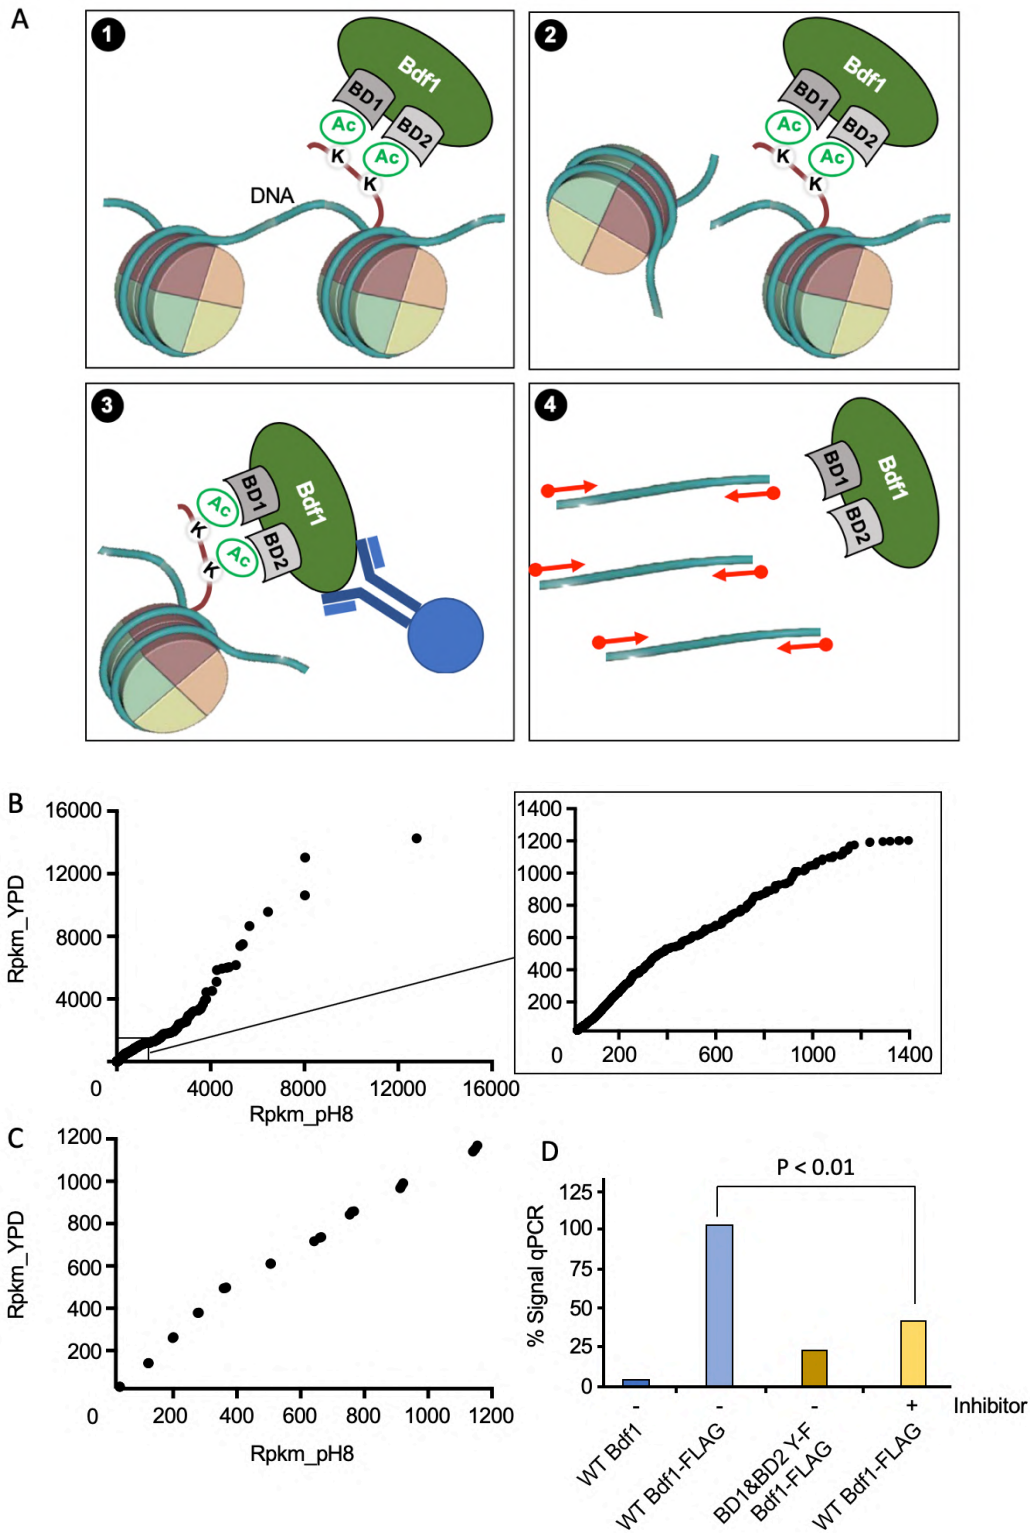 A
1
Bdf1
BD1
BD2
Ac
Ac
K
K
DNA
2
Bdf1
BD1
BD2
Ac
Ac
K
K
3
Bdf1
BD1
BD2
Ac
Ac
K
K
4
BD1
BD2
Bdf1
B
16000
12000
8000
4000
0
4000
8000
12000
16000
Rpkm_YPD
Rpkm_pH8
1400
1200
1000
800
600
400
200
0
200
600
1000
1400
C
1200
1000
800
600
400
200
0
200
400
600
800
1000
1200
Rpkm_YPD
Rpkm_pH8
D
P < 0.01
% Signal qPCR
125
100
75
50
25
0
- - - + Inhibitor
WT Bdf1
WT Bdf1-FLAG
BD1&BD2 Y-F
Bdf1-FLAG
WT Bdf1-FLAG